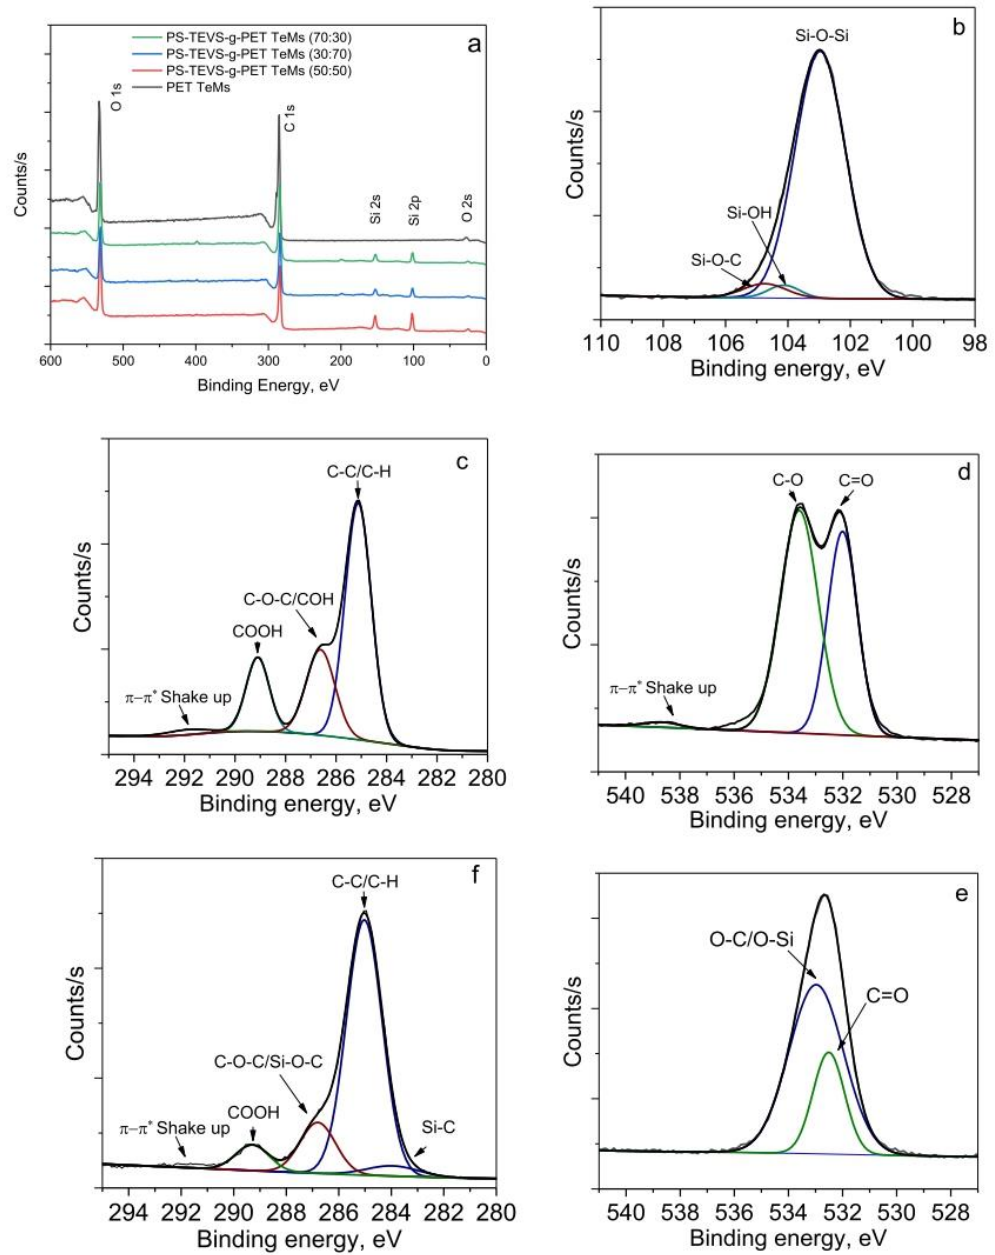 a
PS-TEVS-g-PET TeMs (70:30)
PS-TEVS-g-PET TeMs (30:70)
PS-TEVS-g-PET TeMs (50:50)
PET TeMs
O 1s
C 1s
Si 2s
Si 2p
O 2s
Counts/s
600 500 400 300 200 100 0
Binding Energy, eV
b
Si-O-Si
Si-OH
Si-O-C
Counts/s
110 108 106 104 102 100 98
Binding energy, eV
c
C-C/C-H
C-O-C/COH
COOH
π–π* Shake up
Counts/s
294 292 290 288 286 284 282 280
Binding energy, eV
d
C-O C=O
π–π* Shake up
Counts/s
540 538 536 534 532 530 528
Binding energy, eV
f
C-C/C-H
C-O-C/Si-O-C
COOH
π–π* Shake up
Si-C
Counts/s
294 292 290 288 286 284 282 280
Binding energy, eV
e
O-C/O-Si
C=O
Counts/s
540 538 536 534 532 530 528
Binding energy, eV